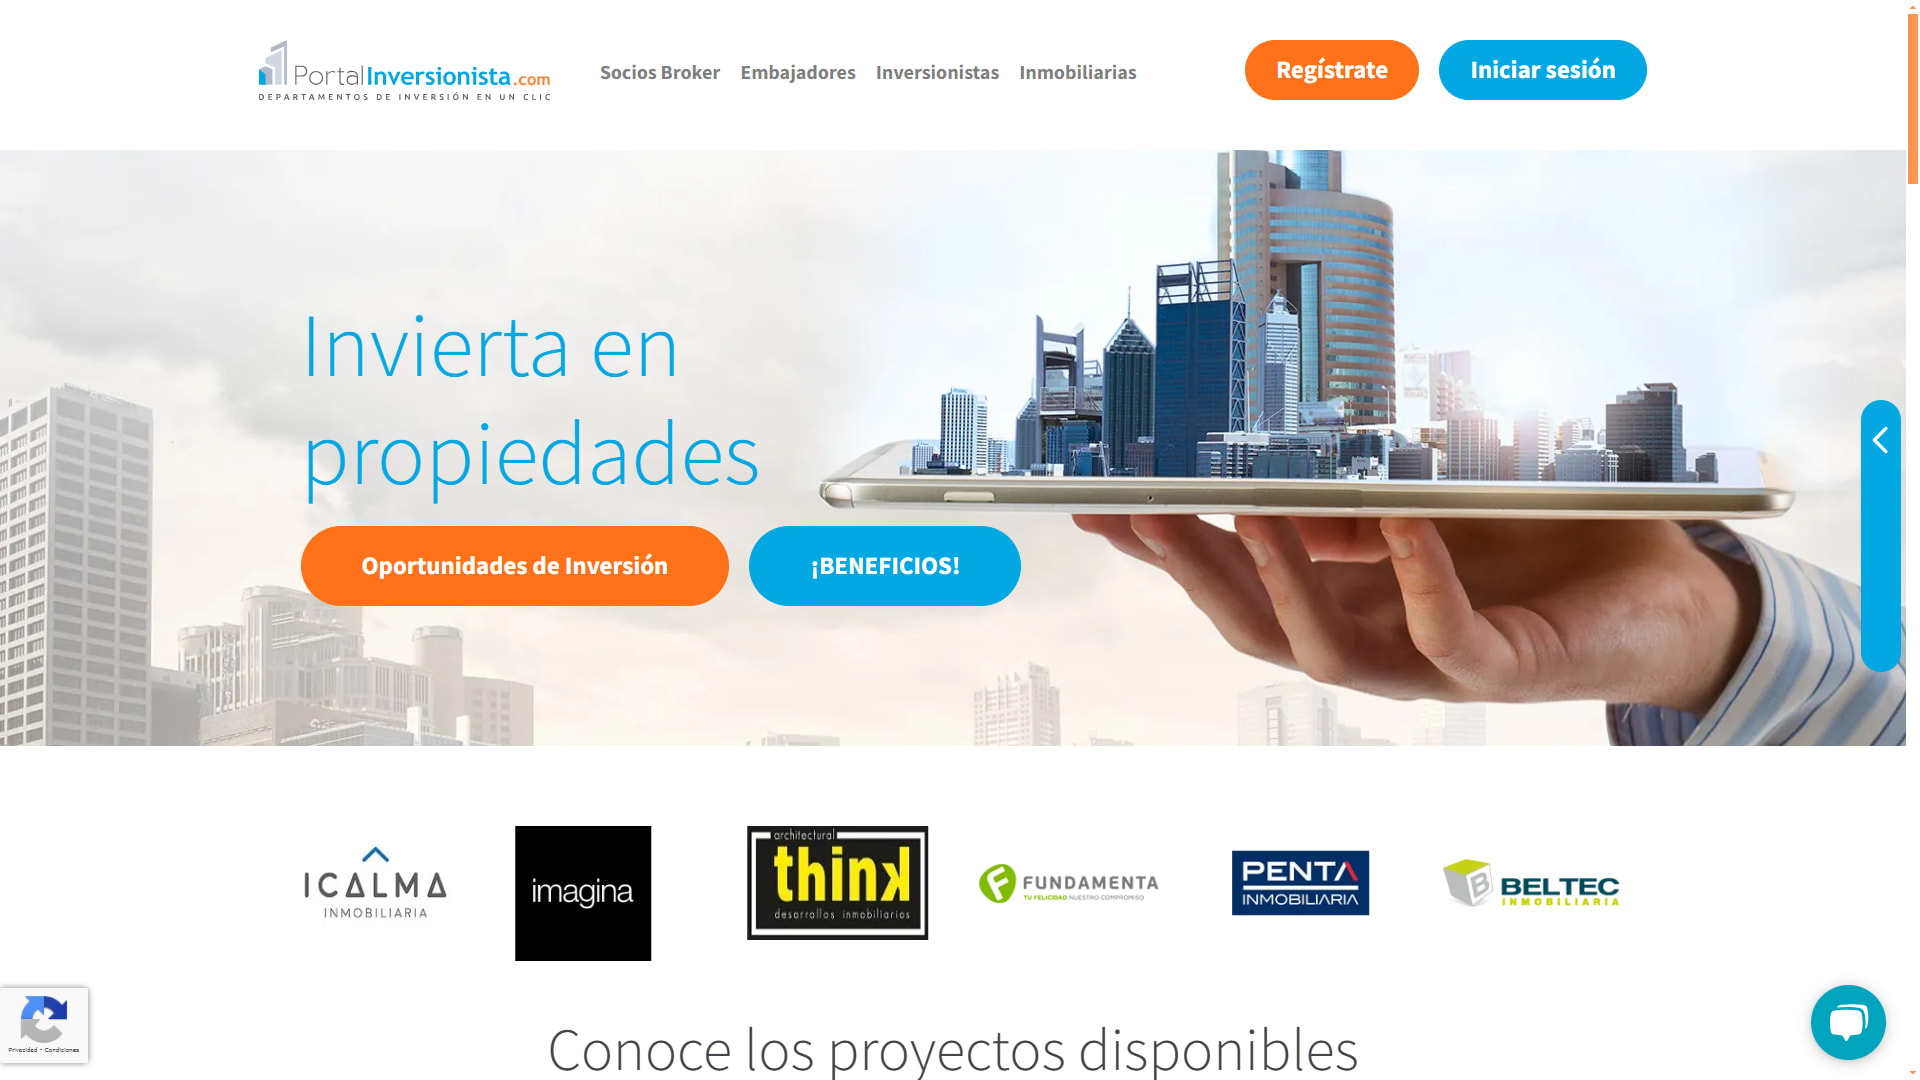 PortalInversionista.com
DEPARTAMENTOS DE INVERSIÓN EN UN CLIC
Socios Broker
Embajadores
Inversionistas
Inmobiliarias
Regístrate
Iniciar sesión
Invierta en
propiedades
Oportunidades de Inversión
¡BENEFICIOS!
ICALMA
INMOBILIARIA
imagina
architectural
think
desarrollos inmobiliarios
FUNDAMENTA
TU FELICIDAD NUESTRO COMPROMISO
PENTA
INMOBILIARIA
BELTEC
INMOBILIARIA
Privacidad - Condiciones
Conoce los proyectos disponibles